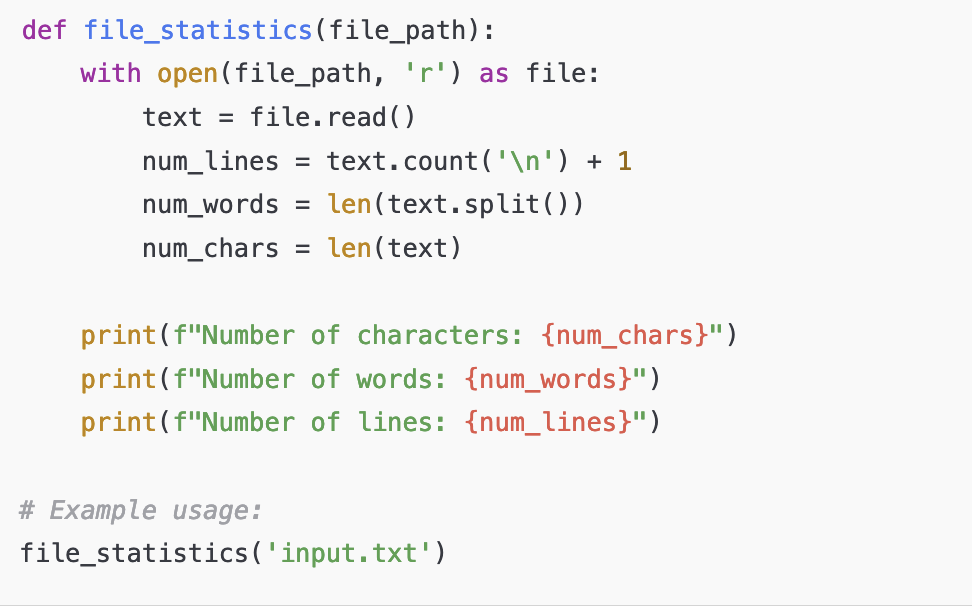 def file_statistics(file_path):
    with open(file_path, 'r') as file:
        text = file.read()
        num_lines = text.count('\n') + 1
        num_words = len(text.split())
        num_chars = len(text)

    print(f"Number of characters: {num_chars}")
    print(f"Number of words: {num_words}")
    print(f"Number of lines: {num_lines}")

# Example usage:
file_statistics('input.txt')